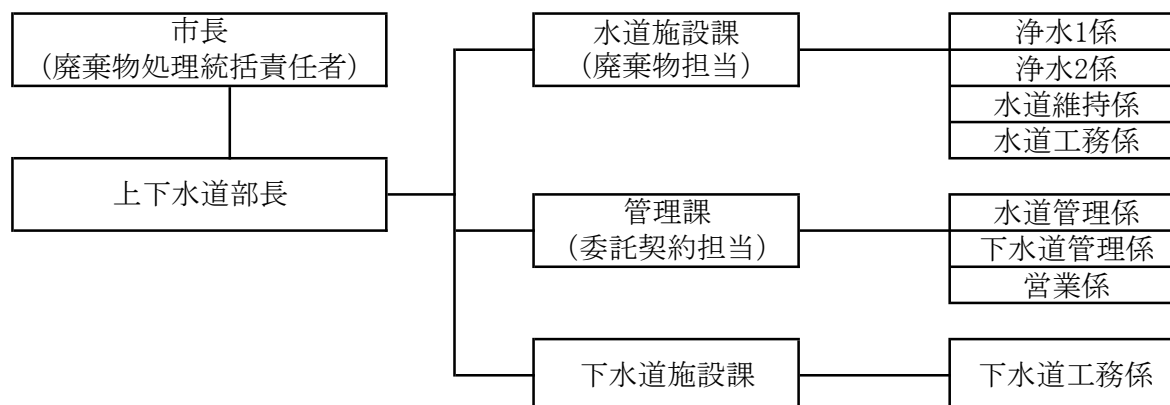 市長
(廃棄物処理統括責任者)
上下水道部長
水道施設課
(廃棄物担当)
浄水1係
浄水2係
水道維持係
水道工務係
管理課
(委託契約担当)
水道管理係
下水道管理係
営業係
下水道施設課
下水道工務係